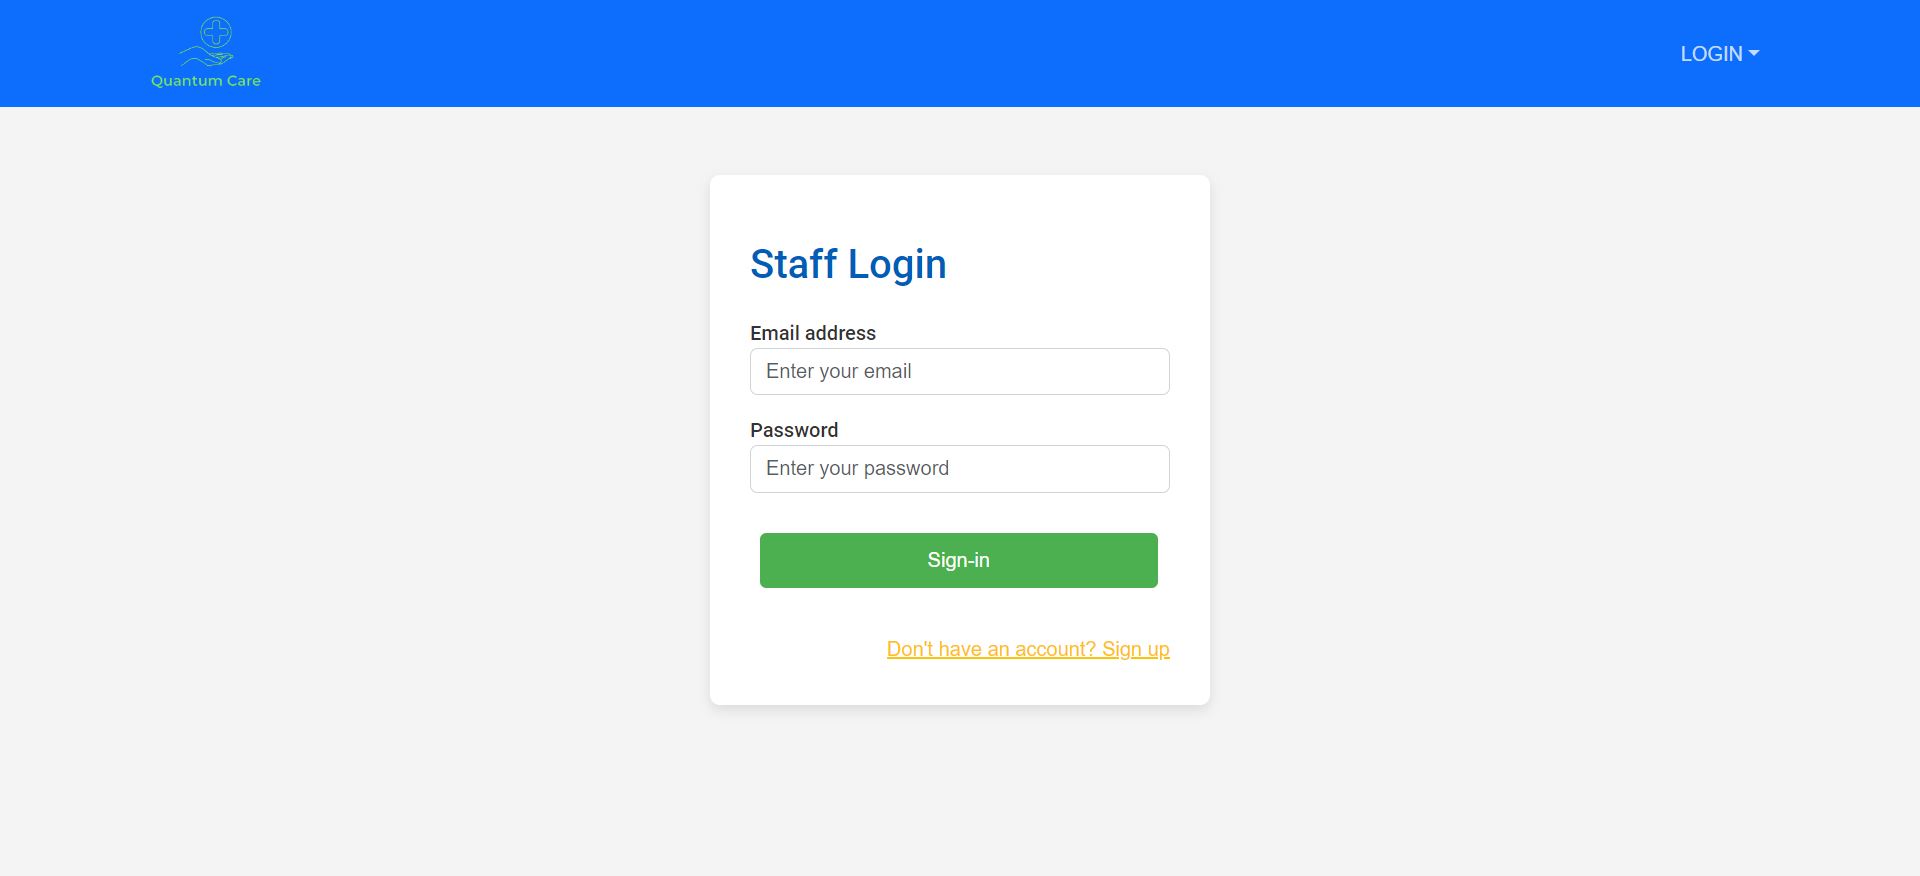 Quantum Care
LOGIN
Staff Login
Email address
Enter your email
Password
Enter your password
Sign-in
Don't have an account? Sign up